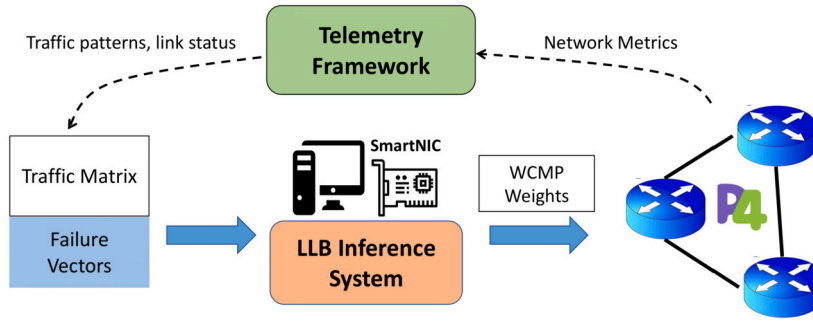 Traffic patterns, link status
Telemetry
Framework
Network Metrics
Traffic Matrix
Failure
Vectors
SmartNIC
LLB Inference
System
WCMP
Weights
P4